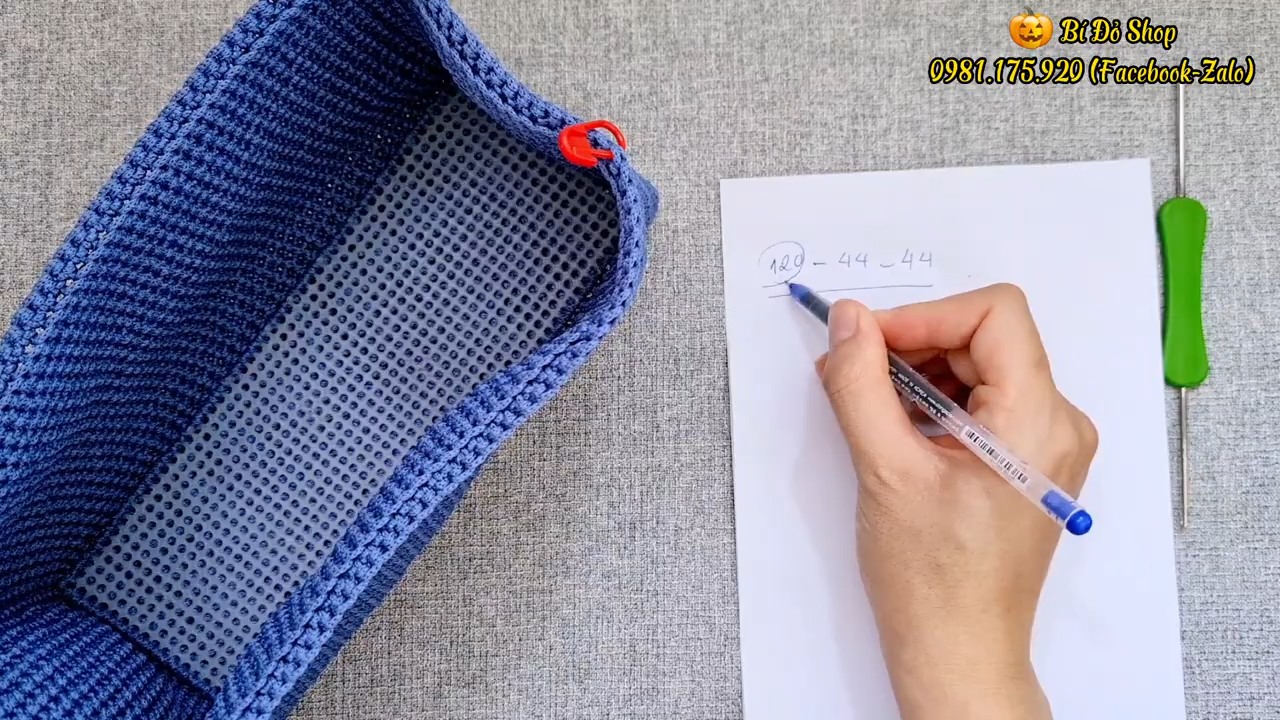 Bí Đỏ Shop
0981.175.920 (Facebook-Zalo)
120 - 44 - 44